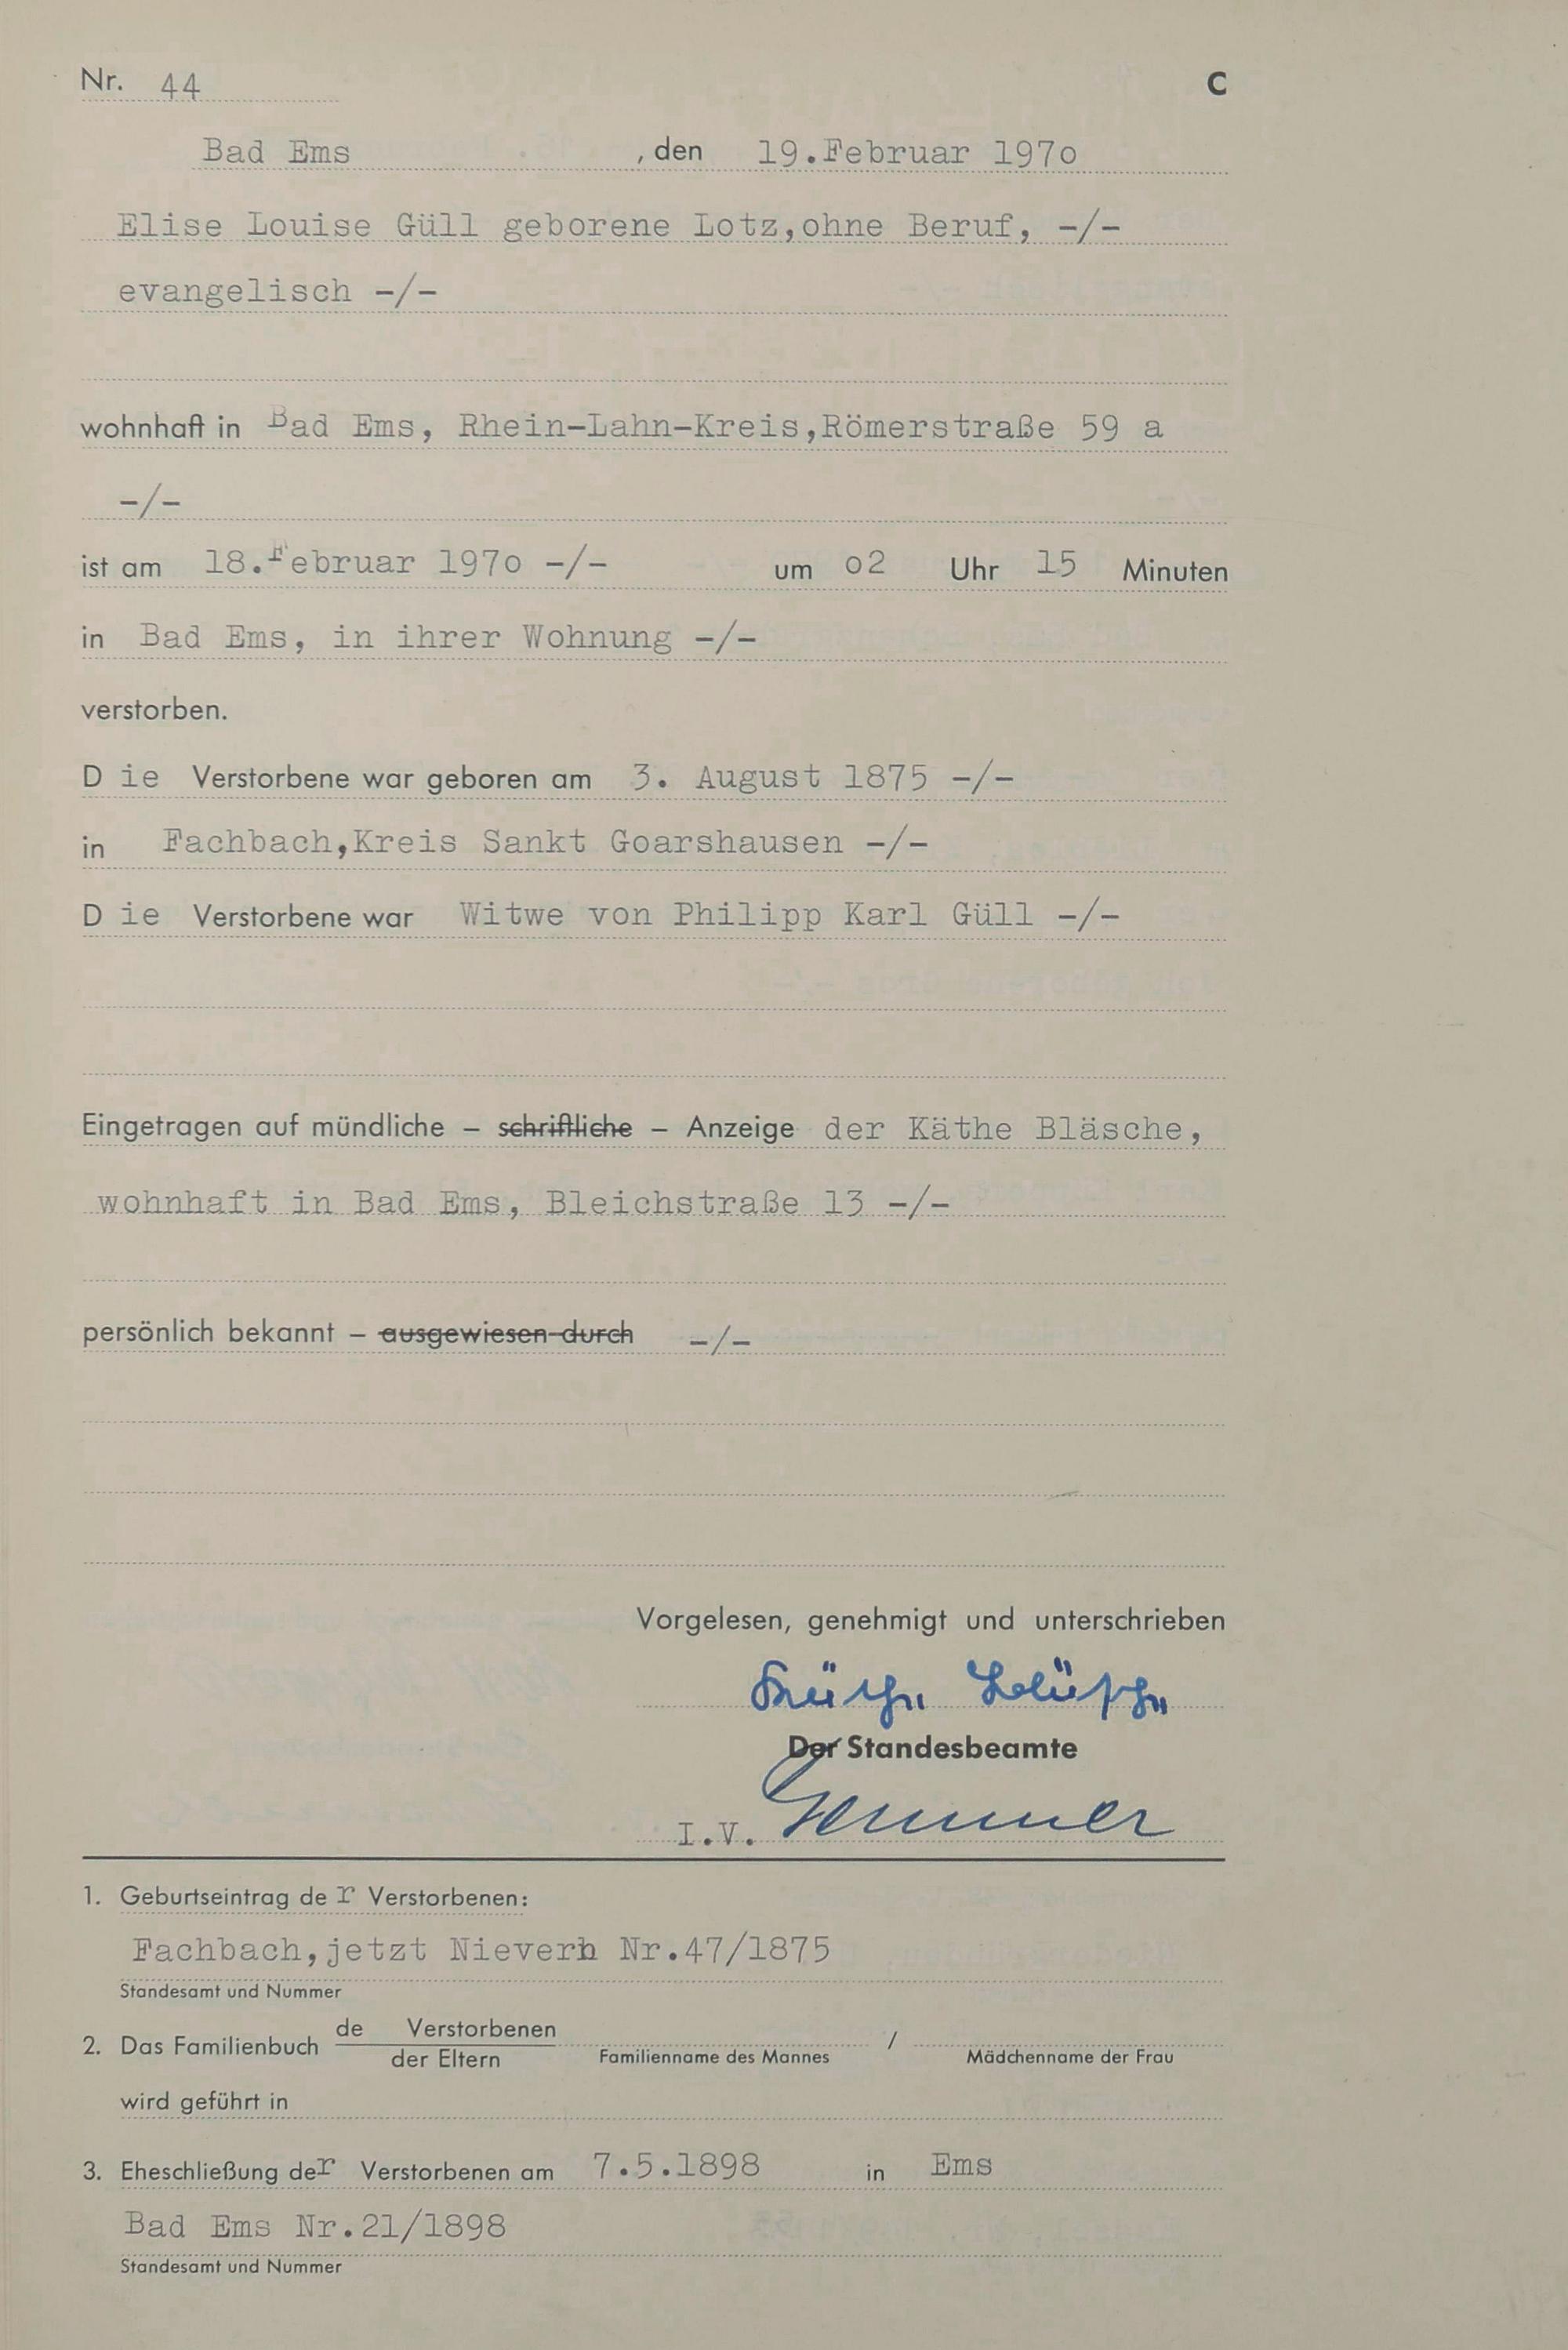 Nr. 44 C
Bad Ems , den 19.Februar 197o
Elise Louise Güll geborene Lotz,ohne Beruf, -/-
evangelisch -/-
wohnhaft in Bad Ems, Rhein-Lahn-Kreis,Römerstraße 59 a
-/-
ist am 18.Februar 197o -/- um o2 Uhr 15 Minuten
in Bad Ems, in ihrer Wohnung -/-
verstorben.
D ie Verstorbene war geboren am 3. August 1875 -/-
in Fachbach,Kreis Sankt Goarshausen -/-
D ie Verstorbene war Witwe von Philipp Karl Güll -/-
Eingetragen auf mündliche – schriftliche – Anzeige der Käthe Bläsche,
wohnhaft in Bad Ems, Bleichstraße 13 -/-
persönlich bekannt – ausgewiesen durch -/-
Vorgelesen, genehmigt und unterschrieben
Käthe Bläsche
Der Standesbeamte
I.V.
1. Geburtseintrag de r Verstorbenen:
Fachbach,jetzt Nievern Nr.47/1875
Standesamt und Nummer
2. Das Familienbuch de Verstorbenen /
der Eltern Familienname des Mannes Mädchenname der Frau
wird geführt in
3. Eheschließung der Verstorbenen am 7.5.1898 in Ems
Bad Ems Nr.21/1898
Standesamt und Nummer